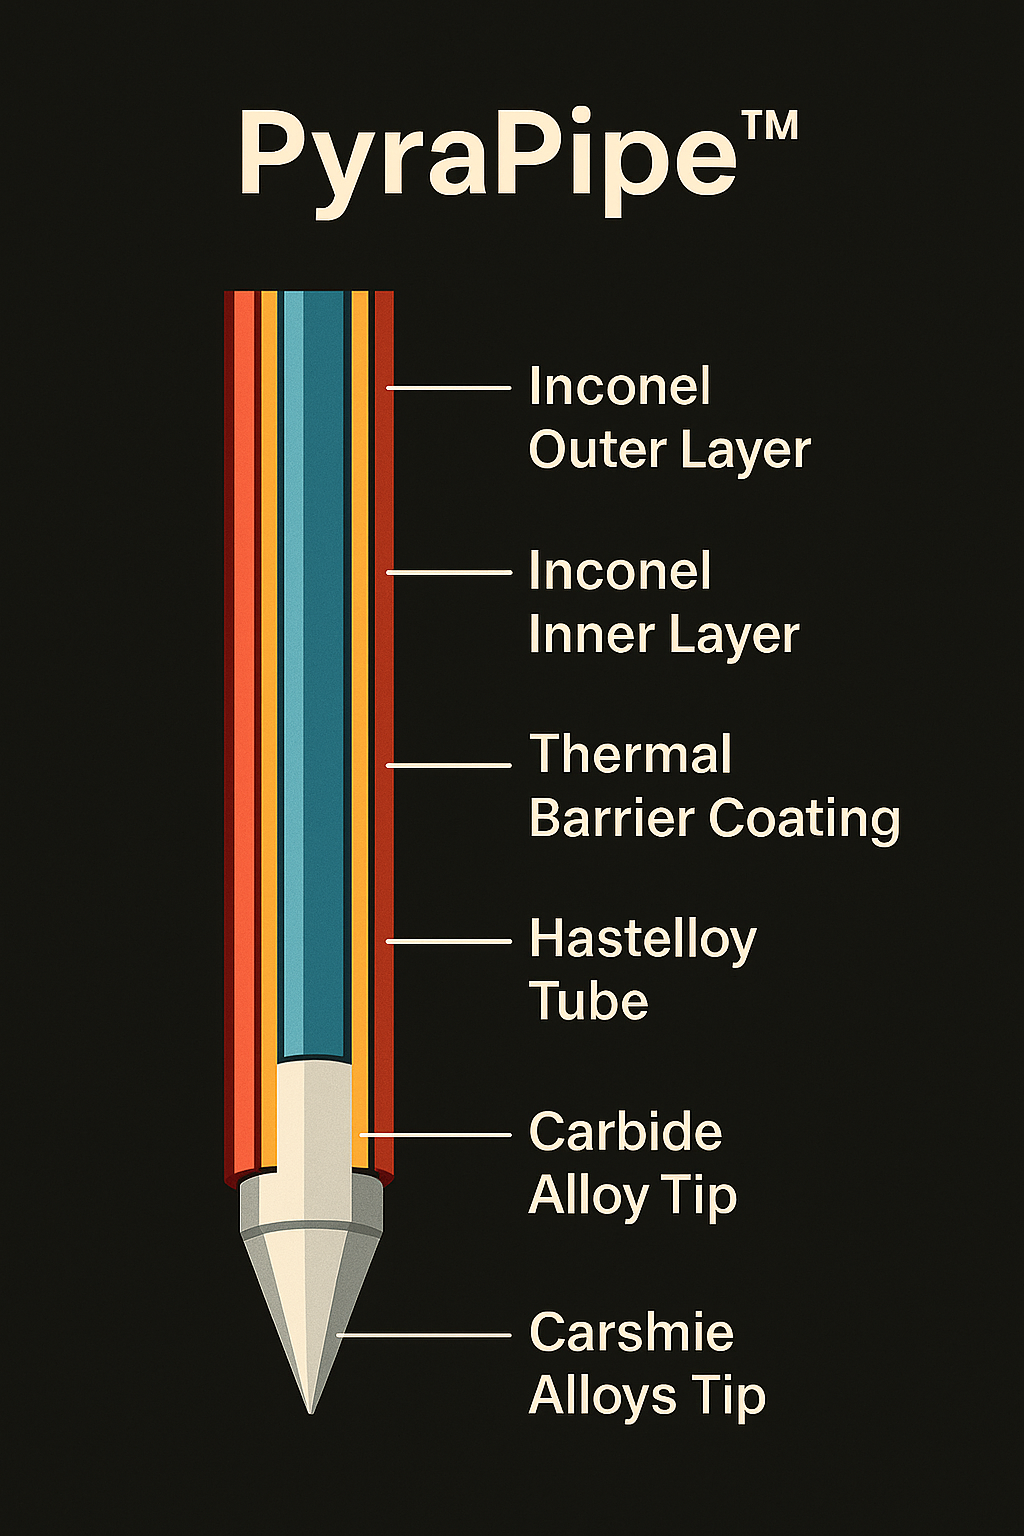 PyraPipe™
Inconel
Outer Layer
Inconel
Inner Layer
Thermal
Barrier Coating
Hastelloy
Tube
Carbide
Alloy Tip
Carshmie
Alloys Tip